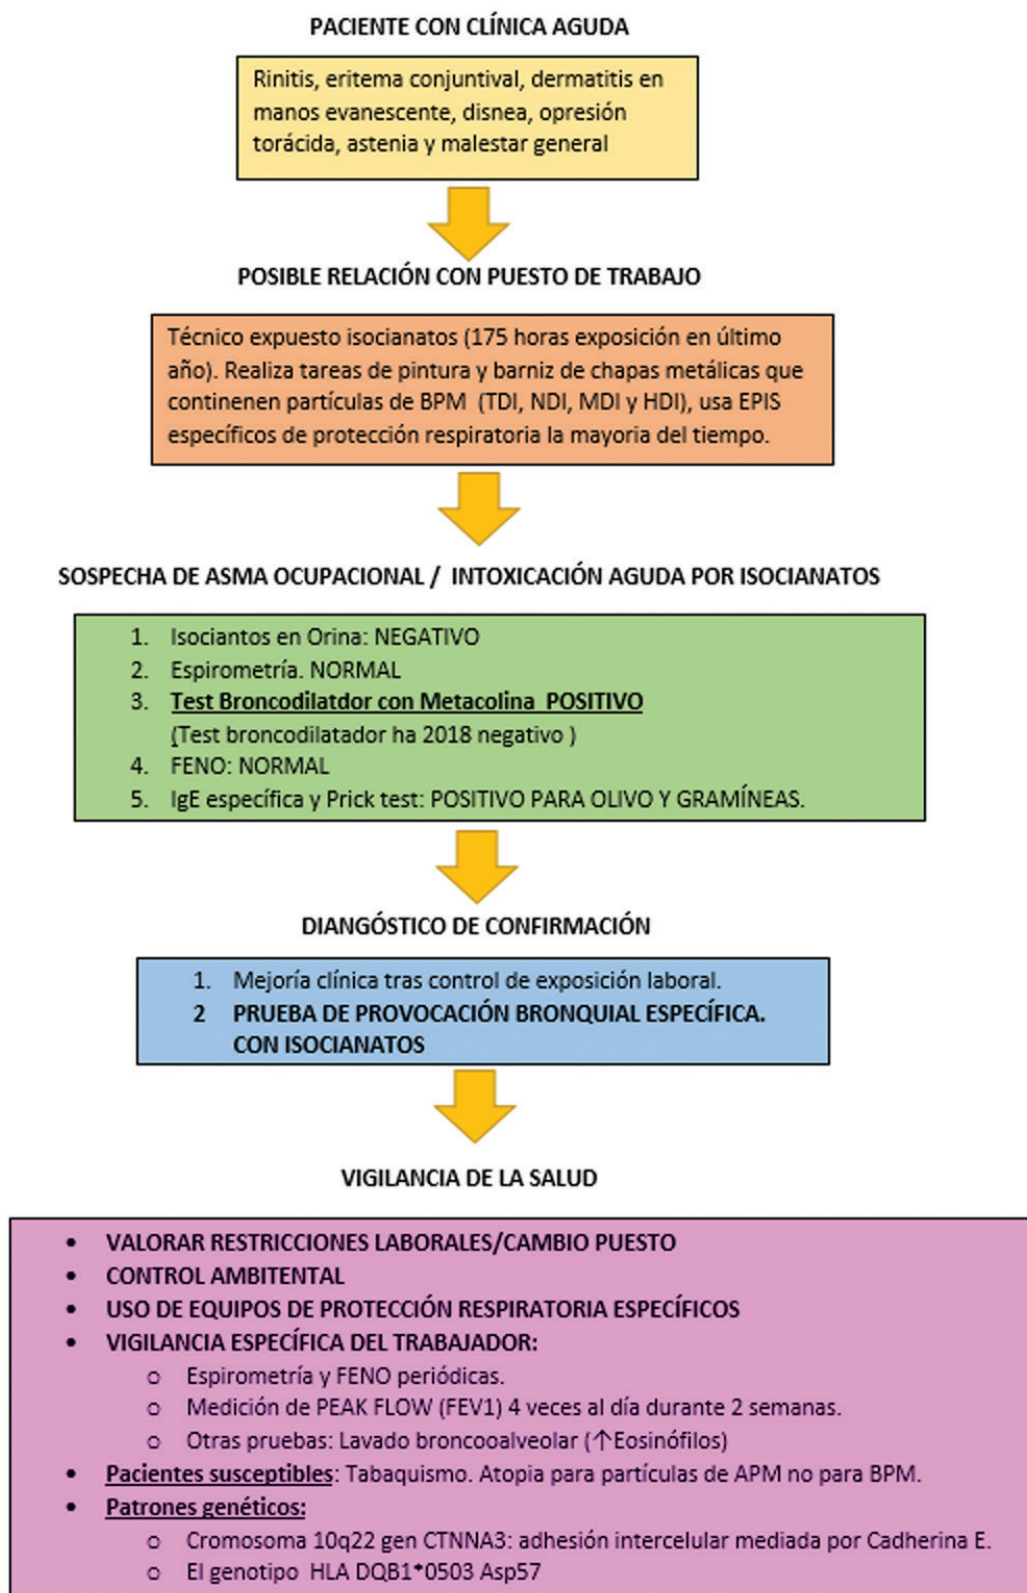 PACIENTE CON CLÍNICA AGUDA
Rinitis, eritema conjuntival, dermatitis en
manos evanescente, disnea, opresión
torácida, astenia y malestar general
POSIBLE RELACIÓN CON PUESTO DE TRABAJO
Técnico expuesto isocianatos (175 horas exposición en último
año). Realiza tareas de pintura y barniz de chapas metálicas que
continenen partículas de BPM (TDI, NDI, MDI y HDI), usa EPIS
específicos de protección respiratoria la mayoria del tiempo.
SOSPECHA DE ASMA OCUPACIONAL / INTOXICACIÓN AGUDA POR ISOCIANATOS
1. Isociantos en Orina: NEGATIVO
2. Espirometría. NORMAL
3. Test Broncodilatdor con Metacolina POSITIVO
(Test broncodilatador ha 2018 negativo )
4. FENO: NORMAL
5. IgE específica y Prick test: POSITIVO PARA OLIVO Y GRAMÍNEAS.
DIANGÓSTICO DE CONFIRMACIÓN
1. Mejoría clínica tras control de exposición laboral.
2 PRUEBA DE PROVOCACIÓN BRONQUIAL ESPECÍFICA.
CON ISOCIANATOS
VIGILANCIA DE LA SALUD
• VALORAR RESTRICCIONES LABORALES/CAMBIO PUESTO
• CONTROL AMBITENTAL
• USO DE EQUIPOS DE PROTECCIÓN RESPIRATORIA ESPECÍFICOS
• VIGILANCIA ESPECÍFICA DEL TRABAJADOR:
o Espirometría y FENO periódicas.
o Medición de PEAK FLOW (FEV1) 4 veces al día durante 2 semanas.
o Otras pruebas: Lavado broncooalveolar (↑Eosinófilos)
• Pacientes susceptibles: Tabaquismo. Atopia para partículas de APM no para BPM.
• Patrones genéticos:
o Cromosoma 10q22 gen CTNNA3: adhesión intercelular mediada por Cadherina E.
o El genotipo HLA DQB1*0503 Asp57